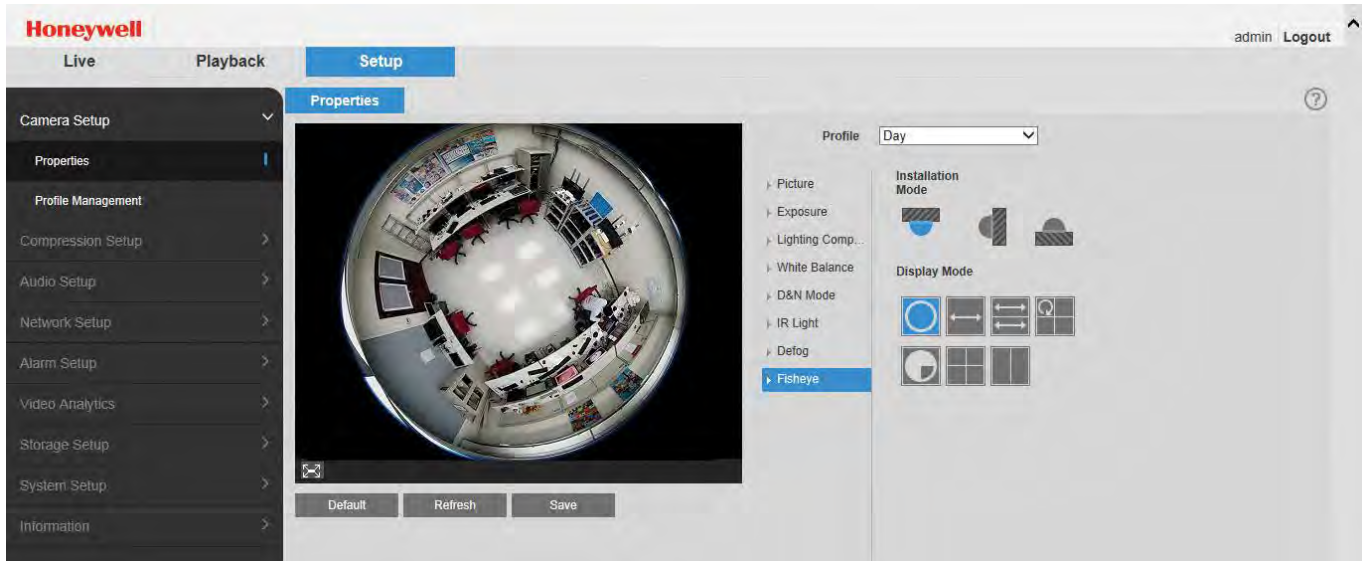 Honeywell
admin Logout
Live Playback Setup
Properties
Camera Setup
Properties
Profile Management
Compression Setup
Audio Setup
Network Setup
Alarm Setup
Video Analytics
Storage Setup
System Setup
Information
Default Refresh Save
Profile Day
Picture
Exposure
Lighting Comp...
White Balance
D&N Mode
IR Light
Defog
Fisheye
Installation
Mode
Display Mode